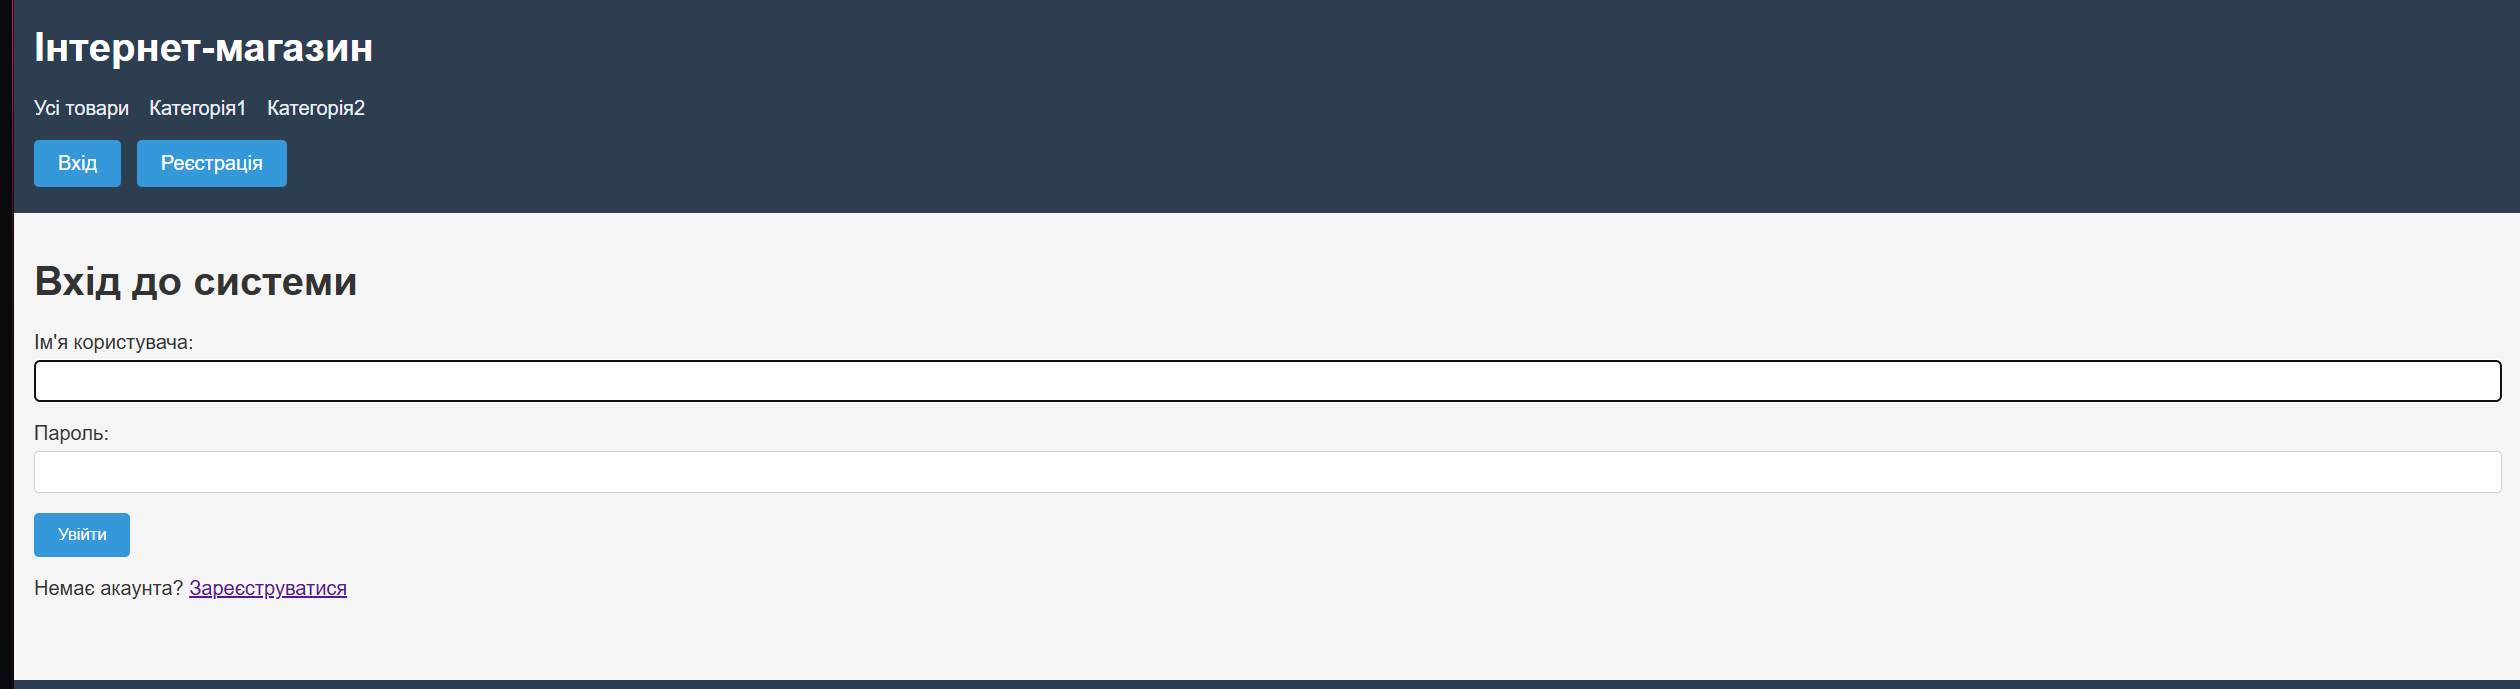 Інтернет-магазин
Усі товари Категорія1 Категорія2
Вхід Реєстрація
Вхід до системи
Ім'я користувача:
Пароль:
Увійти
Немає акаунта? Зареєструватися